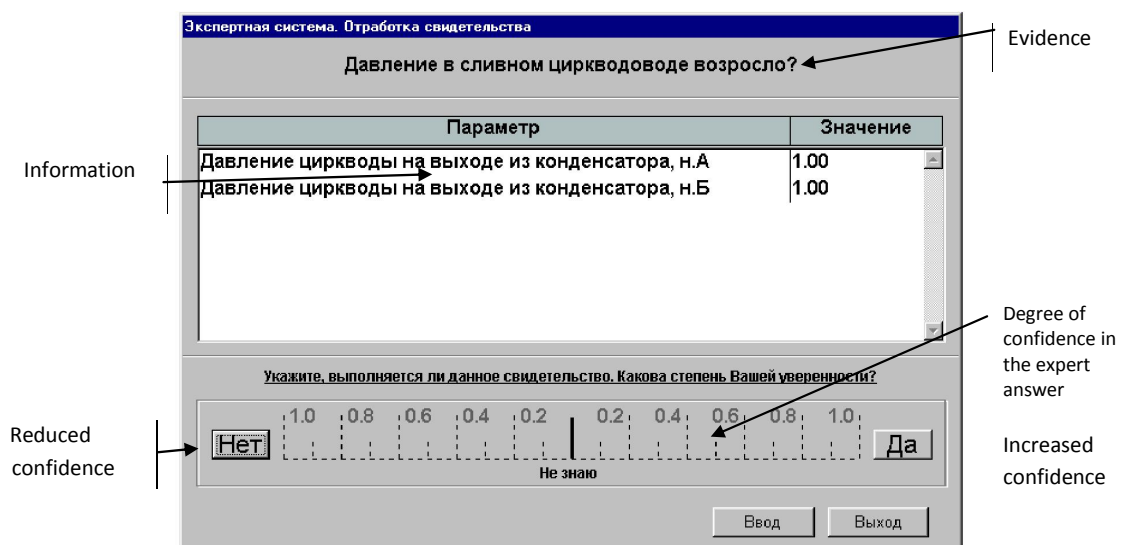 Экспертная система. Отработка свидетельства
Evidence
Давление в сливном циркводоводе возросло?
Параметр Значение
Information
Давление циркводы на выходе из конденсатора, н.А 1.00
Давление циркводы на выходе из конденсатора, н.Б 1.00
Degree of
confidence in
the expert
answer
Укажите, выполняется ли данное свидетельство. Какова степень Вашей уверенности?
1.0 0.8 0.6 0.4 0.2 0.2 0.4 0.6 0.8 1.0
Reduced
confidence
Нет
Да
Increased
confidence
Не знаю
Ввод Выход